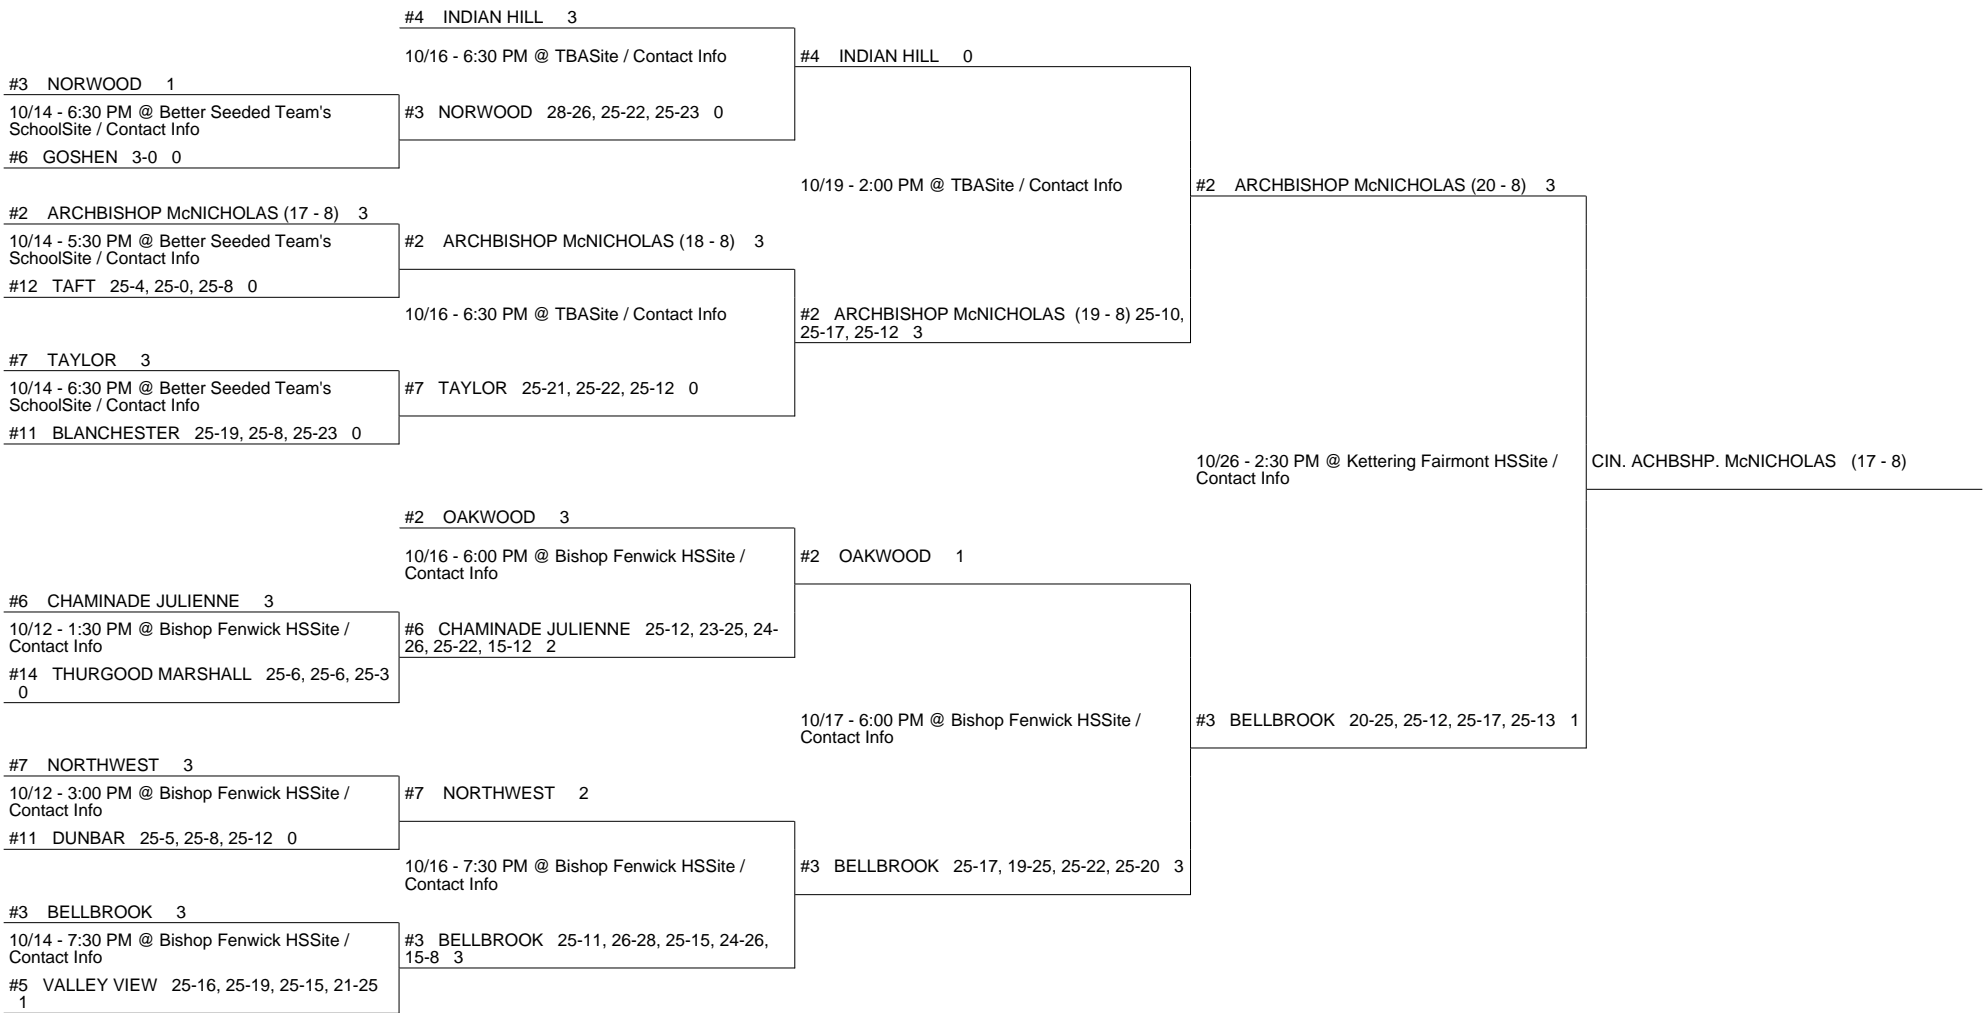 #4 INDIAN HILL 3
10/16 - 6:30 PM @ TBASite / Contact Info
#4 INDIAN HILL 0
#3 NORWOOD 1
10/14 - 6:30 PM @ Better Seeded Team's
SchoolSite / Contact Info
#3 NORWOOD 28-26, 25-22, 25-23 0
#6 GOSHEN 3-0 0
10/19 - 2:00 PM @ TBASite / Contact Info
#2 ARCHBISHOP McNICHOLAS (20 - 8) 3
#2 ARCHBISHOP McNICHOLAS (17 - 8) 3
10/14 - 5:30 PM @ Better Seeded Team's
SchoolSite / Contact Info
#2 ARCHBISHOP McNICHOLAS (18 - 8) 3
#12 TAFT 25-4, 25-0, 25-8 0
10/16 - 6:30 PM @ TBASite / Contact Info
#2 ARCHBISHOP McNICHOLAS (19 - 8) 25-10,
25-17, 25-12 3
#7 TAYLOR 3
10/14 - 6:30 PM @ Better Seeded Team's
SchoolSite / Contact Info
#7 TAYLOR 25-21, 25-22, 25-12 0
#11 BLANCHESTER 25-19, 25-8, 25-23 0
10/26 - 2:30 PM @ Kettering Fairmont HSSite /
Contact Info
CIN. ACHBSHP. McNICHOLAS (17 - 8)
#2 OAKWOOD 3
10/16 - 6:00 PM @ Bishop Fenwick HSSite /
Contact Info
#2 OAKWOOD 1
#6 CHAMINADE JULIENNE 3
10/12 - 1:30 PM @ Bishop Fenwick HSSite /
Contact Info
#6 CHAMINADE JULIENNE 25-12, 23-25, 24-
26, 25-22, 15-12 2
#14 THURGOOD MARSHALL 25-6, 25-6, 25-3
0
10/17 - 6:00 PM @ Bishop Fenwick HSSite /
Contact Info
#3 BELLBROOK 20-25, 25-12, 25-17, 25-13 1
#7 NORTHWEST 3
10/12 - 3:00 PM @ Bishop Fenwick HSSite /
Contact Info
#7 NORTHWEST 2
#11 DUNBAR 25-5, 25-8, 25-12 0
10/16 - 7:30 PM @ Bishop Fenwick HSSite /
Contact Info
#3 BELLBROOK 25-17, 19-25, 25-22, 25-20 3
#3 BELLBROOK 3
10/14 - 7:30 PM @ Bishop Fenwick HSSite /
Contact Info
#3 BELLBROOK 25-11, 26-28, 25-15, 24-26,
15-8 3
#5 VALLEY VIEW 25-16, 25-19, 25-15, 21-25
1